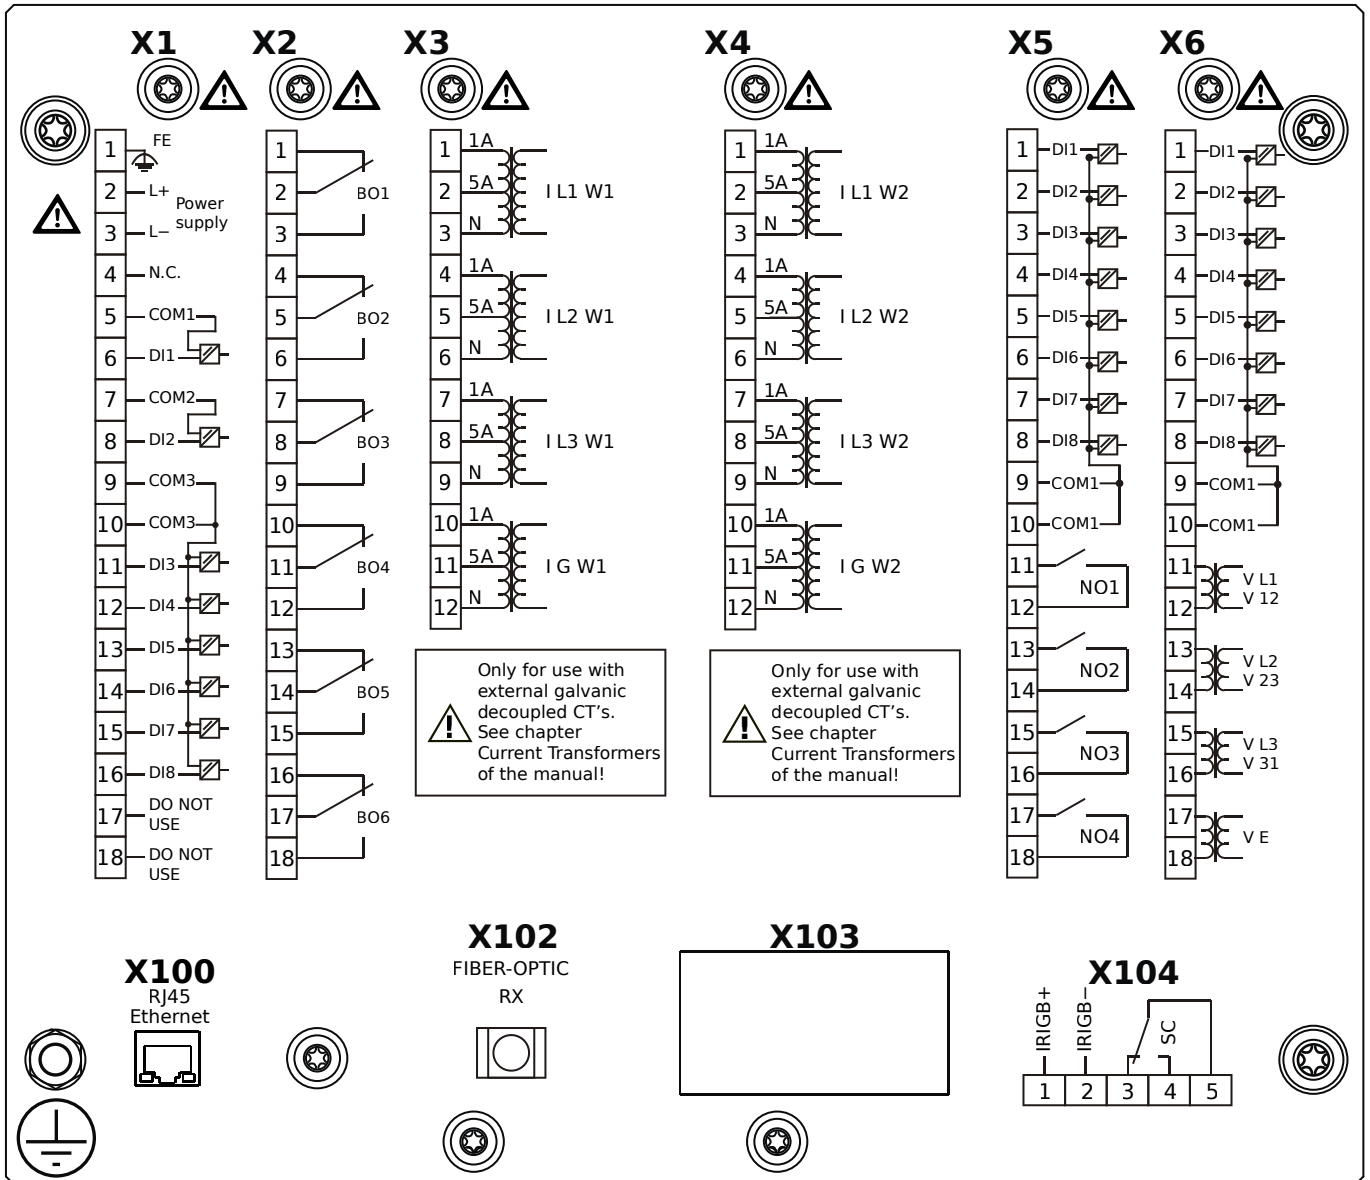 X1
X2
X3
X4
X5
X6
1 FE
2 L+
Power
supply
3 L−
4 N.C.
5 COM1
6 DI1
7 COM2
8 DI2
9 COM3
10 COM3
11 DI3
12 DI4
13 DI5
14 DI6
15 DI7
16 DI8
17 DO NOT
USE
18 DO NOT
USE
1
2 BO1
3
4
5 BO2
6
7
8 BO3
9
10
11 BO4
12
13
14 BO5
15
16
17 BO6
18
1 1A
2 5A I L1 W1
3 N
4 1A
5 5A I L2 W1
6 N
7 1A
8 5A I L3 W1
9 N
10 1A
11 5A I G W1
12 N
Only for use with
external galvanic
decoupled CT's.
See chapter
Current Transformers
of the manual!
1 1A
2 5A I L1 W2
3 N
4 1A
5 5A I L2 W2
6 N
7 1A
8 5A I L3 W2
9 N
10 1A
11 5A I G W2
12 N
Only for use with
external galvanic
decoupled CT's.
See chapter
Current Transformers
of the manual!
1 DI1
2 DI2
3 DI3
4 DI4
5 DI5
6 DI6
7 DI7
8 DI8
9 COM1
10 COM1
11
NO1
12
13
NO2
14
15
NO3
16
17
NO4
18
1 DI1
2 DI2
3 DI3
4 DI4
5 DI5
6 DI6
7 DI7
8 DI8
9 COM1
10 COM1
11 V L1
12 V 12
13 V L2
14 V 23
15 V L3
16 V 31
17
V E
18
X100
RJ45
Ethernet
X102
FIBER-OPTIC
RX
X103
X104
IRIGB+
IRIGB−
SC
1 2 3 4 5